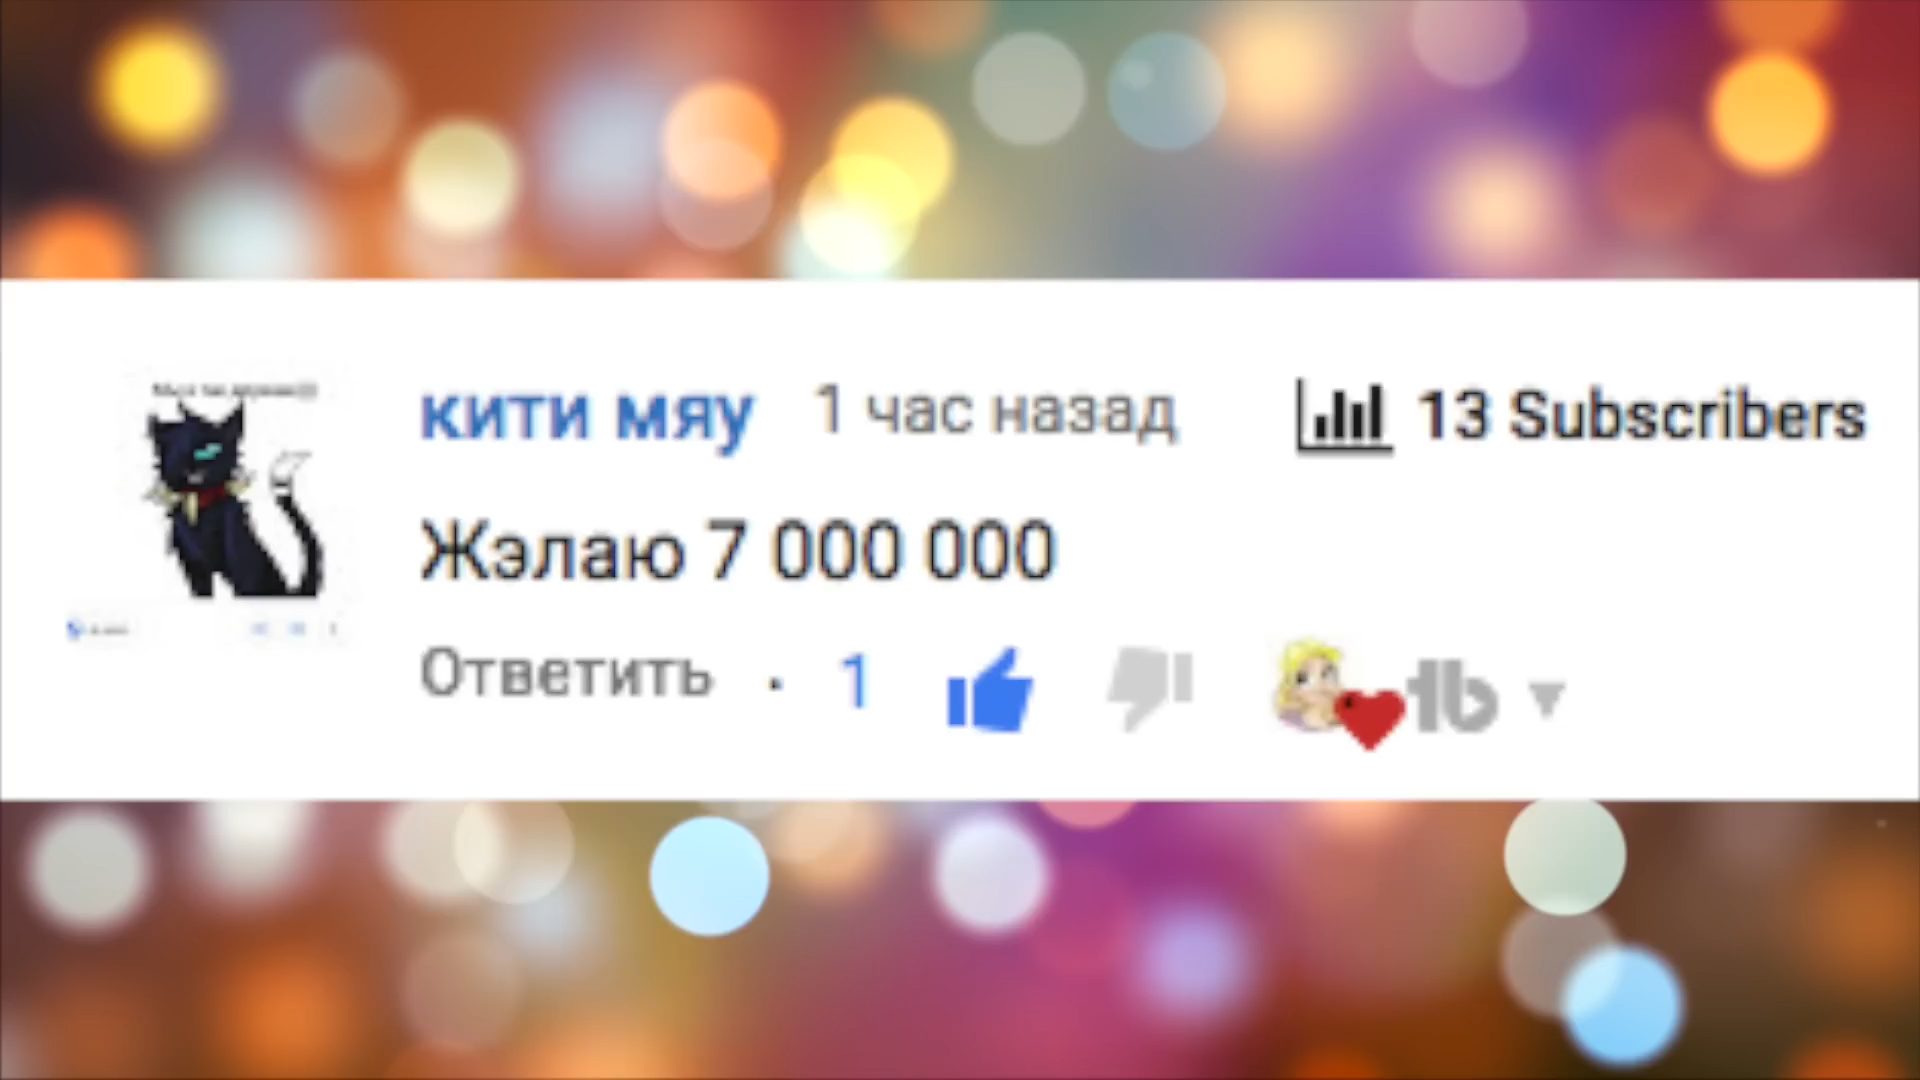 кити мяу 1 час назад 13 Subscribers
Жэлаю 7 000 000
Ответить · 1